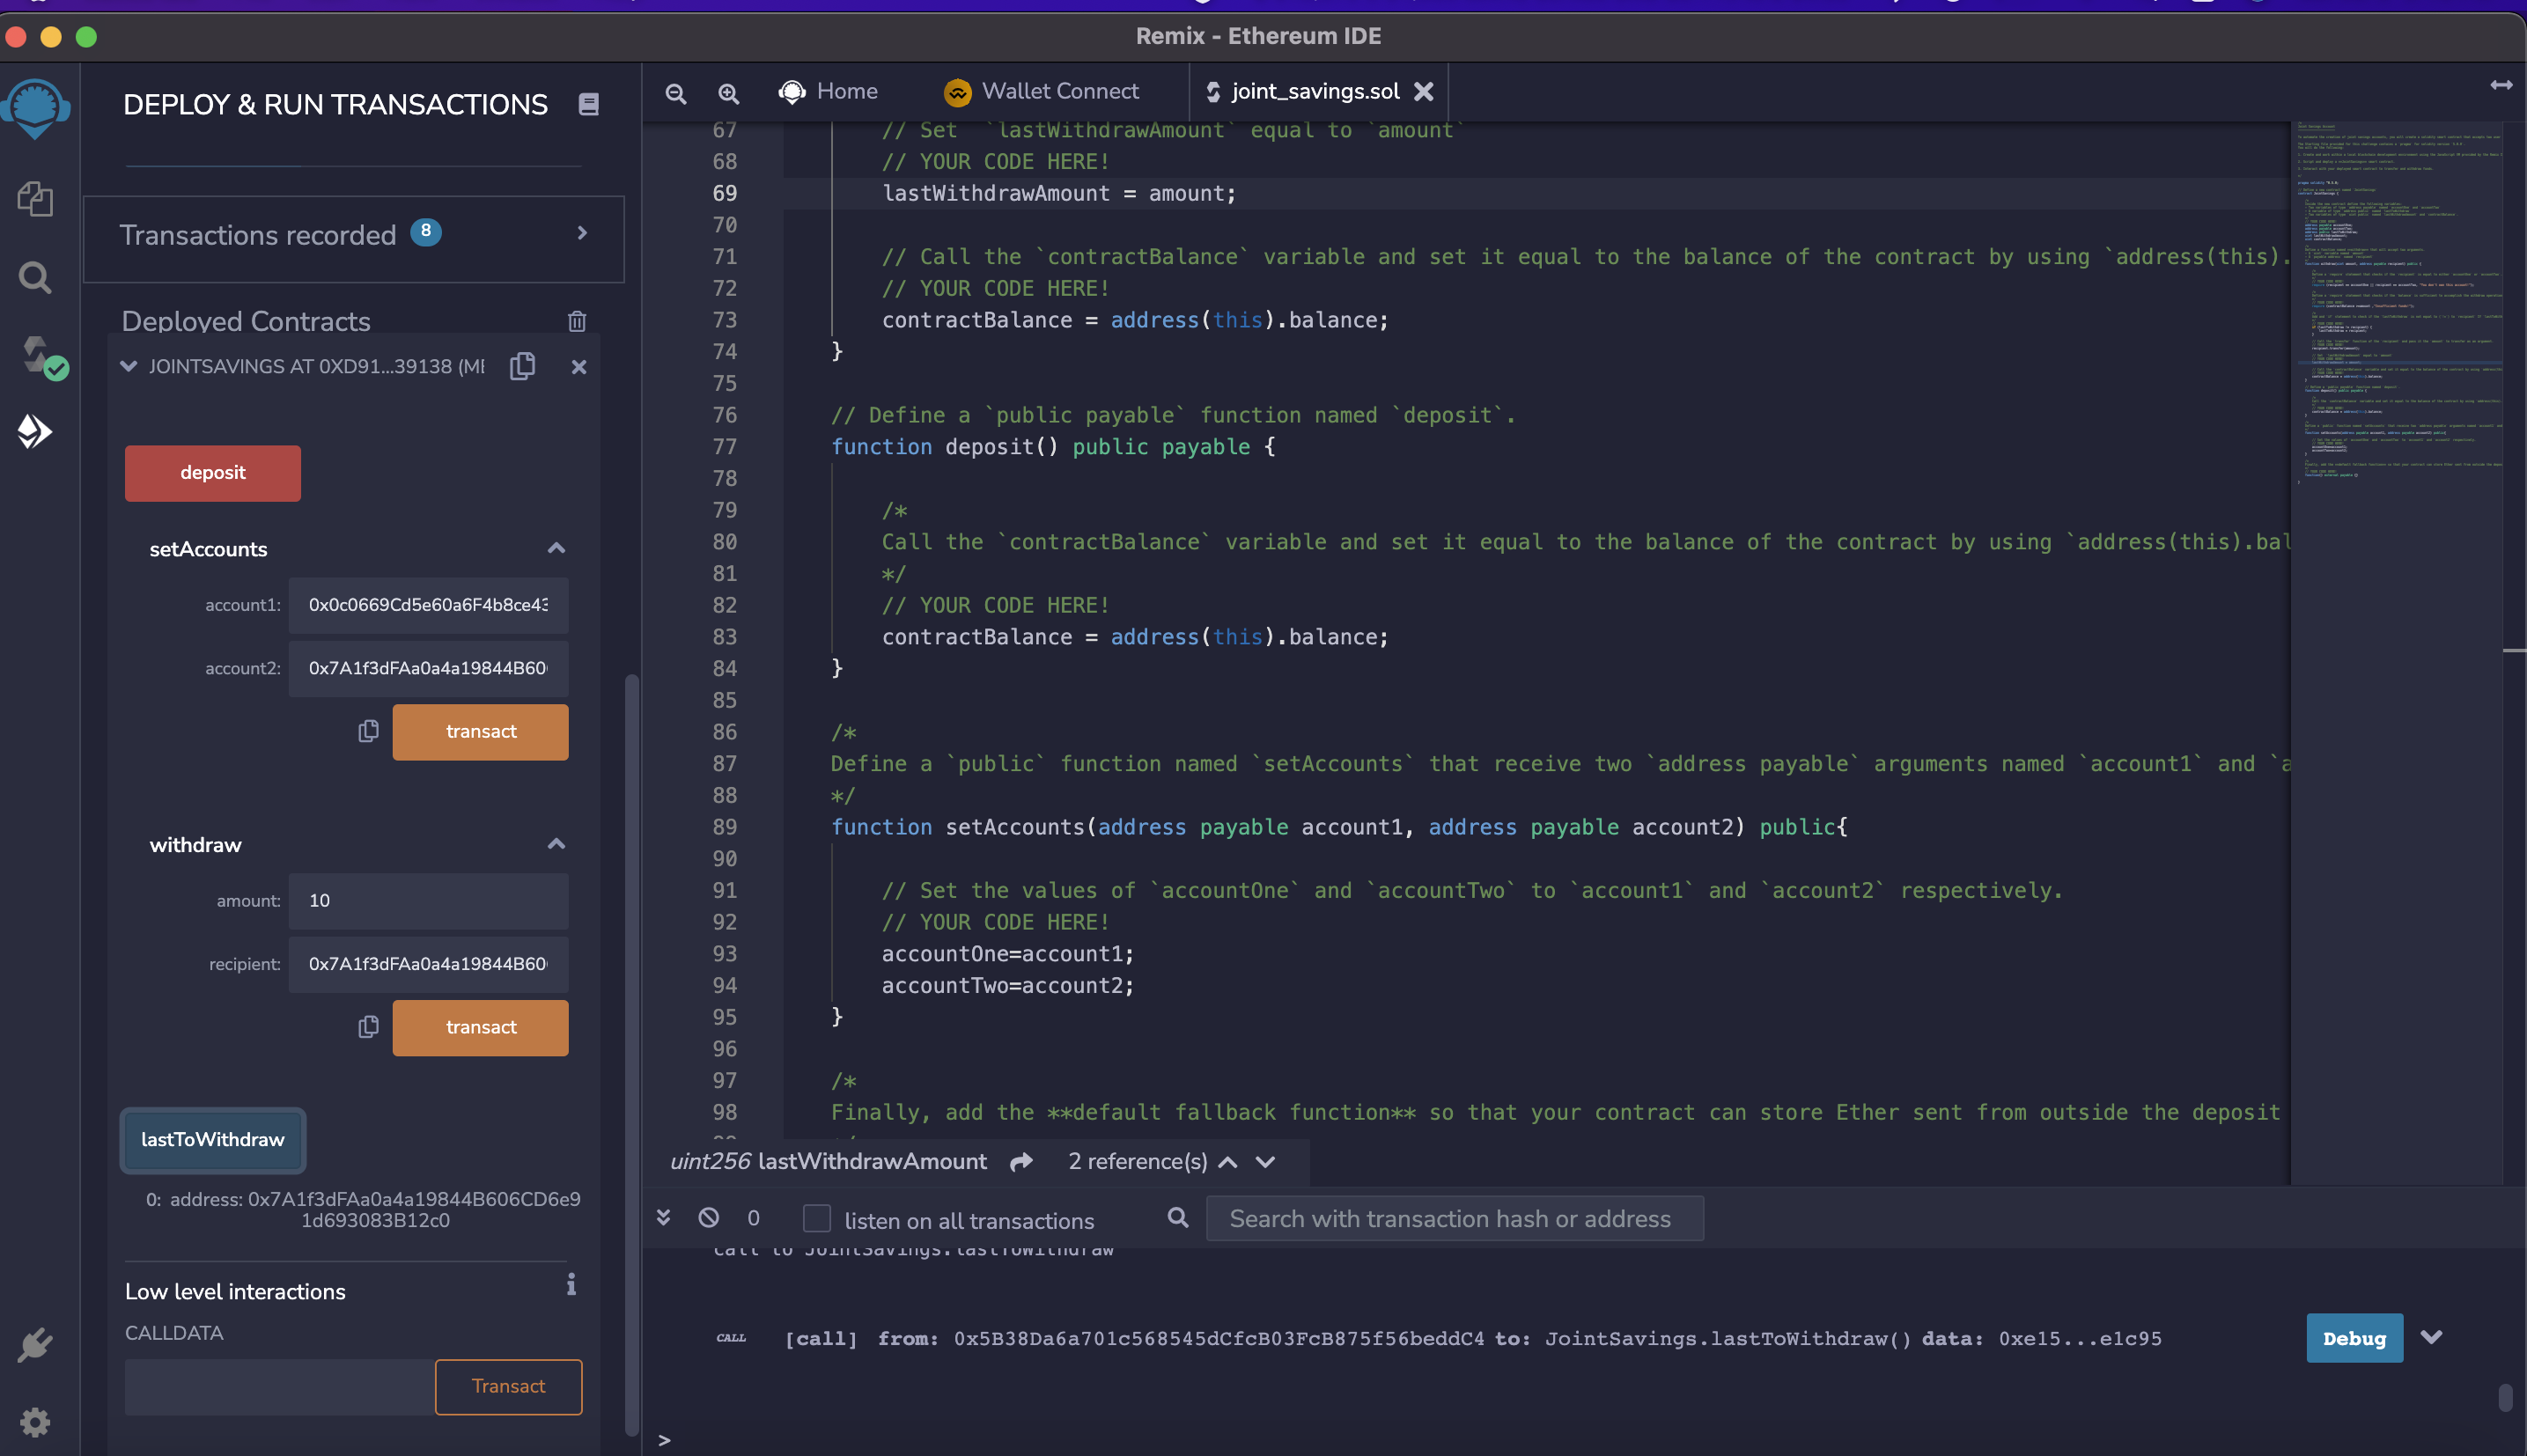 Remix - Ethereum IDE
DEPLOY & RUN TRANSACTIONS
Transactions recorded 8
Deployed Contracts
JOINTSAVINGS AT 0XD91...39138 (ME
deposit
setAccounts
account1: 0x0c0669Cd5e60a6F4b8ce43
account2: 0x7A1f3dFAa0a4a19844B60
transact
withdraw
amount: 10
recipient: 0x7A1f3dFAa0a4a19844B60
transact
lastToWithdraw
0: address: 0x7A1f3dFAa0a4a19844B606CD6e9
1d693083B12c0
Low level interactions
CALLDATA
Transact
Home
Wallet Connect
joint_savings.sol
67 // Set `lastWithdrawAmount` equal to `amount`
68 // YOUR CODE HERE!
69 lastWithdrawAmount = amount;
70
71 // Call the `contractBalance` variable and set it equal to the balance of the contract by using `address(this).
72 // YOUR CODE HERE!
73 contractBalance = address(this).balance;
74 }
75
76 // Define a `public payable` function named `deposit`.
77 function deposit() public payable {
78
79 /*
80 Call the `contractBalance` variable and set it equal to the balance of the contract by using `address(this).bal
81 */
82 // YOUR CODE HERE!
83 contractBalance = address(this).balance;
84 }
85
86 /*
87 Define a `public` function named `setAccounts` that receive two `address payable` arguments named `account1` and `a
88 */
89 function setAccounts(address payable account1, address payable account2) public{
90
91 // Set the values of `accountOne` and `accountTwo` to `account1` and `account2` respectively.
92 // YOUR CODE HERE!
93 accountOne=account1;
94 accountTwo=account2;
95 }
96
97 /*
98 Finally, add the **default fallback function** so that your contract can store Ether sent from outside the deposit
uint256 lastWithdrawAmount 2 reference(s)
0 listen on all transactions Search with transaction hash or address
call to JointSavings.lastToWithdraw
CALL [call] from: 0x5B38Da6a701c568545dCfcB03FcB875f56beddC4 to: JointSavings.lastToWithdraw() data: 0xe15...e1c95 Debug
>